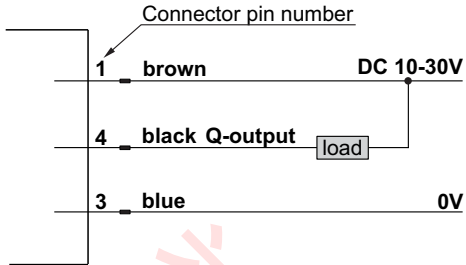 Connector pin number
1 brown DC 10-30V
4 black Q-output load
3 blue 0V